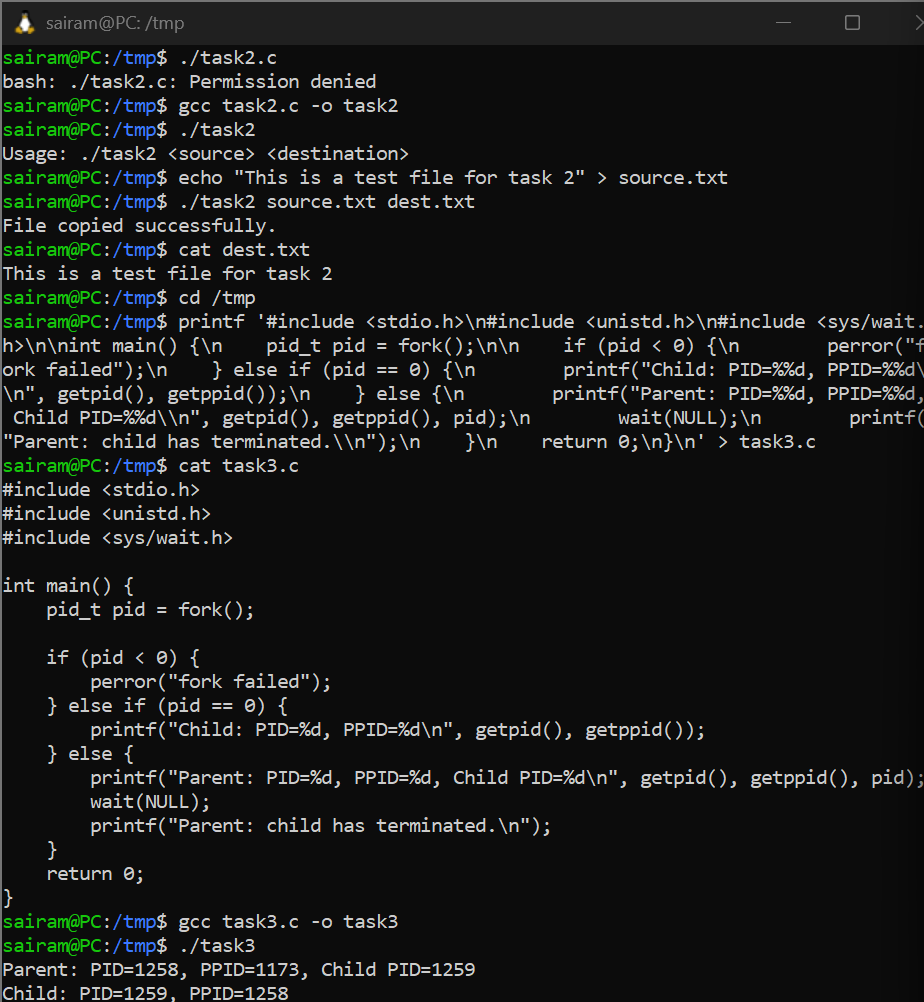 sairam@PC: /tmp
sairam@PC:/tmp$ ./task2.c
bash: ./task2.c: Permission denied
sairam@PC:/tmp$ gcc task2.c -o task2
sairam@PC:/tmp$ ./task2
Usage: ./task2 <source> <destination>
sairam@PC:/tmp$ echo "This is a test file for task 2" > source.txt
sairam@PC:/tmp$ ./task2 source.txt dest.txt
File copied successfully.
sairam@PC:/tmp$ cat dest.txt
This is a test file for task 2
sairam@PC:/tmp$ cd /tmp
sairam@PC:/tmp$ printf '#include <stdio.h>\n#include <unistd.h>\n#include <sys/wait.
h>\n\nint main() {\n    pid_t pid = fork();\n\n    if (pid < 0) {\n        perror("f
ork failed");\n    } else if (pid == 0) {\n        printf("Child: PID=%%d, PPID=%%d\
\n", getpid(), getppid());\n    } else {\n        printf("Parent: PID=%%d, PPID=%%d,
 Child PID=%%d\\n", getpid(), getppid(), pid);\n        wait(NULL);\n        printf(
"Parent: child has terminated.\\n");\n    }\n    return 0;\n}\n' > task3.c
sairam@PC:/tmp$ cat task3.c
#include <stdio.h>
#include <unistd.h>
#include <sys/wait.h>

int main() {
    pid_t pid = fork();

    if (pid < 0) {
        perror("fork failed");
    } else if (pid == 0) {
        printf("Child: PID=%d, PPID=%d\n", getpid(), getppid());
    } else {
        printf("Parent: PID=%d, PPID=%d, Child PID=%d\n", getpid(), getppid(), pid);
        wait(NULL);
        printf("Parent: child has terminated.\n");
    }
    return 0;
}
sairam@PC:/tmp$ gcc task3.c -o task3
sairam@PC:/tmp$ ./task3
Parent: PID=1258, PPID=1173, Child PID=1259
Child: PID=1259, PPID=1258